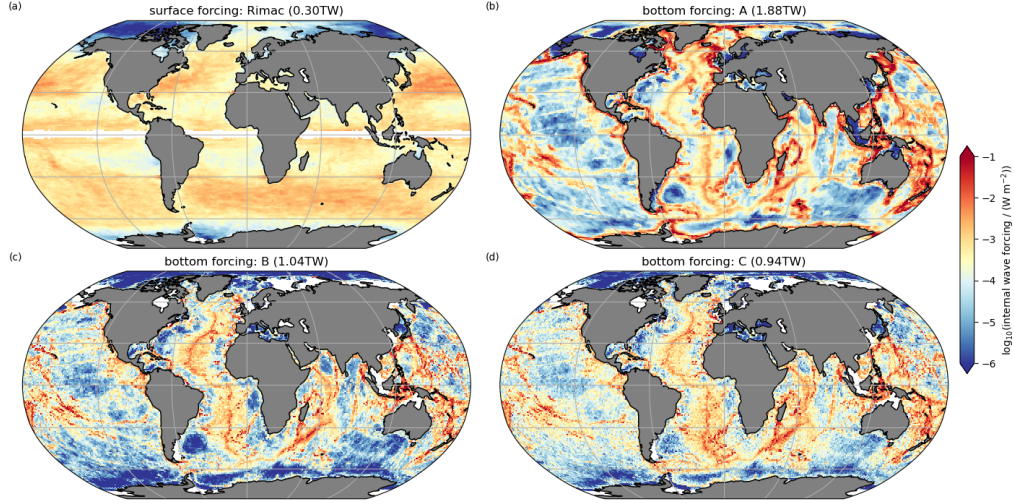 (a)
surface forcing: Rimac (0.30TW)
(b)
bottom forcing: A (1.88TW)
(c)
bottom forcing: B (1.04TW)
(d)
bottom forcing: C (0.94TW)
−1
−2
−3
−4
−5
−6
log₁₀(internal wave forcing / (W m⁻²))